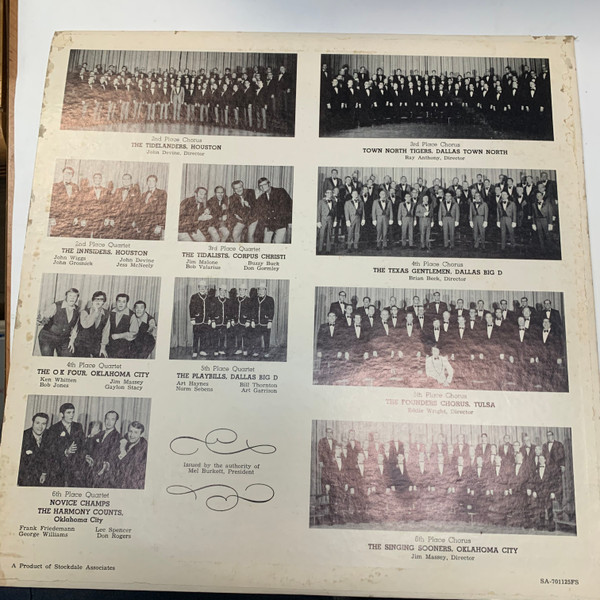 2nd Place Chorus
THE TIDELANDERS, HOUSTON
John Devine, Director
3rd Place Chorus
TOWN NORTH TIGERS, DALLAS TOWN NORTH
Ray Anthony, Director
2nd Place Quartet
THE INNSIDERS, HOUSTON
John Wiggs John Devine
John Grossnck Jess McNeely
3rd Place Quartet
THE TIDALISTS, CORPUS CHRISTI
Jim Malone Buzzy Burk
Bob Valarius Don Gormley
4th Place Chorus
THE TEXAS GENTLEMEN, DALLAS BIG D
Brian Beck, Director
4th Place Quartet
THE O K FOUR, OKLAHOMA CITY
Ken Whitten Jim Massey
Bob Jones Gaylon Stacy
5th Place Quartet
THE PLAYBILLS, DALLAS BIG D
Art Haynes Bill Thornton
Norm Sebens Art Garrison
5th Place Chorus
THE FOUNDERS CHORUS, TULSA
Wright, Director
6th Place Quartet
NOVICE CHAMPS
THE HARMONY COUNTS,
Oklahoma City
Frank Friedemann Lee Spencer
George Williams Don Rogers
Issued by the authority of
Mel Burkett, President
6th Place Chorus
THE SINGING SOONERS, OKLAHOMA CITY
Jim Massey, Director
A Product of Stockdale Associates
SA-701125FS